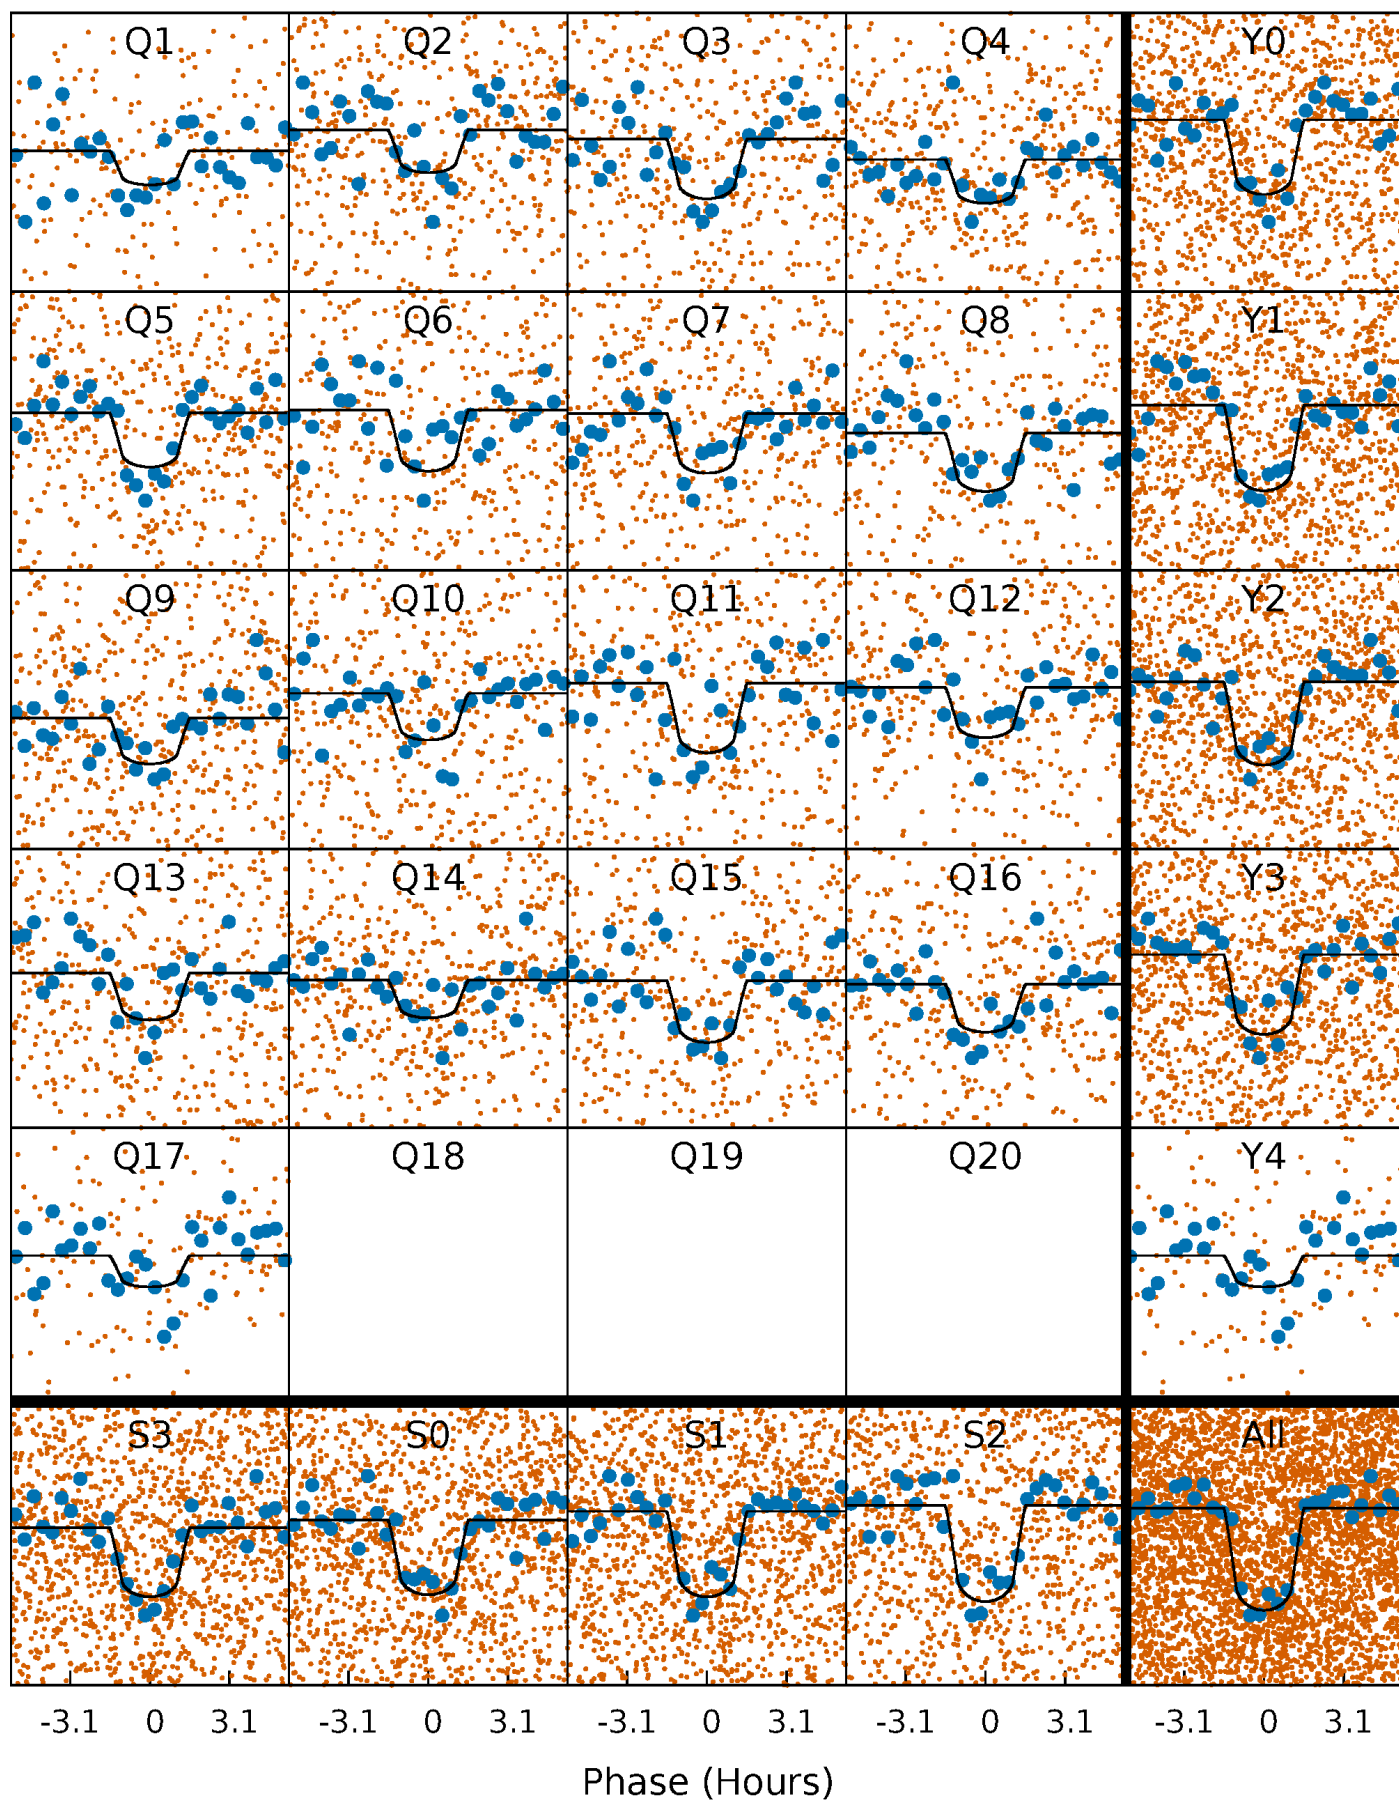 Q1 Q2 Q3 Q4 Y0
Q5 Q6 Q7 Q8 Y1
Q9 Q10 Q11 Q12 Y2
Q13 Q14 Q15 Q16 Y3
Q17 Q18 Q19 Q20 Y4
S3 S0 S1 S2 All
-3.1 0 3.1 -3.1 0 3.1 -3.1 0 3.1 -3.1 0 3.1 -3.1 0 3.1
Phase (Hours)